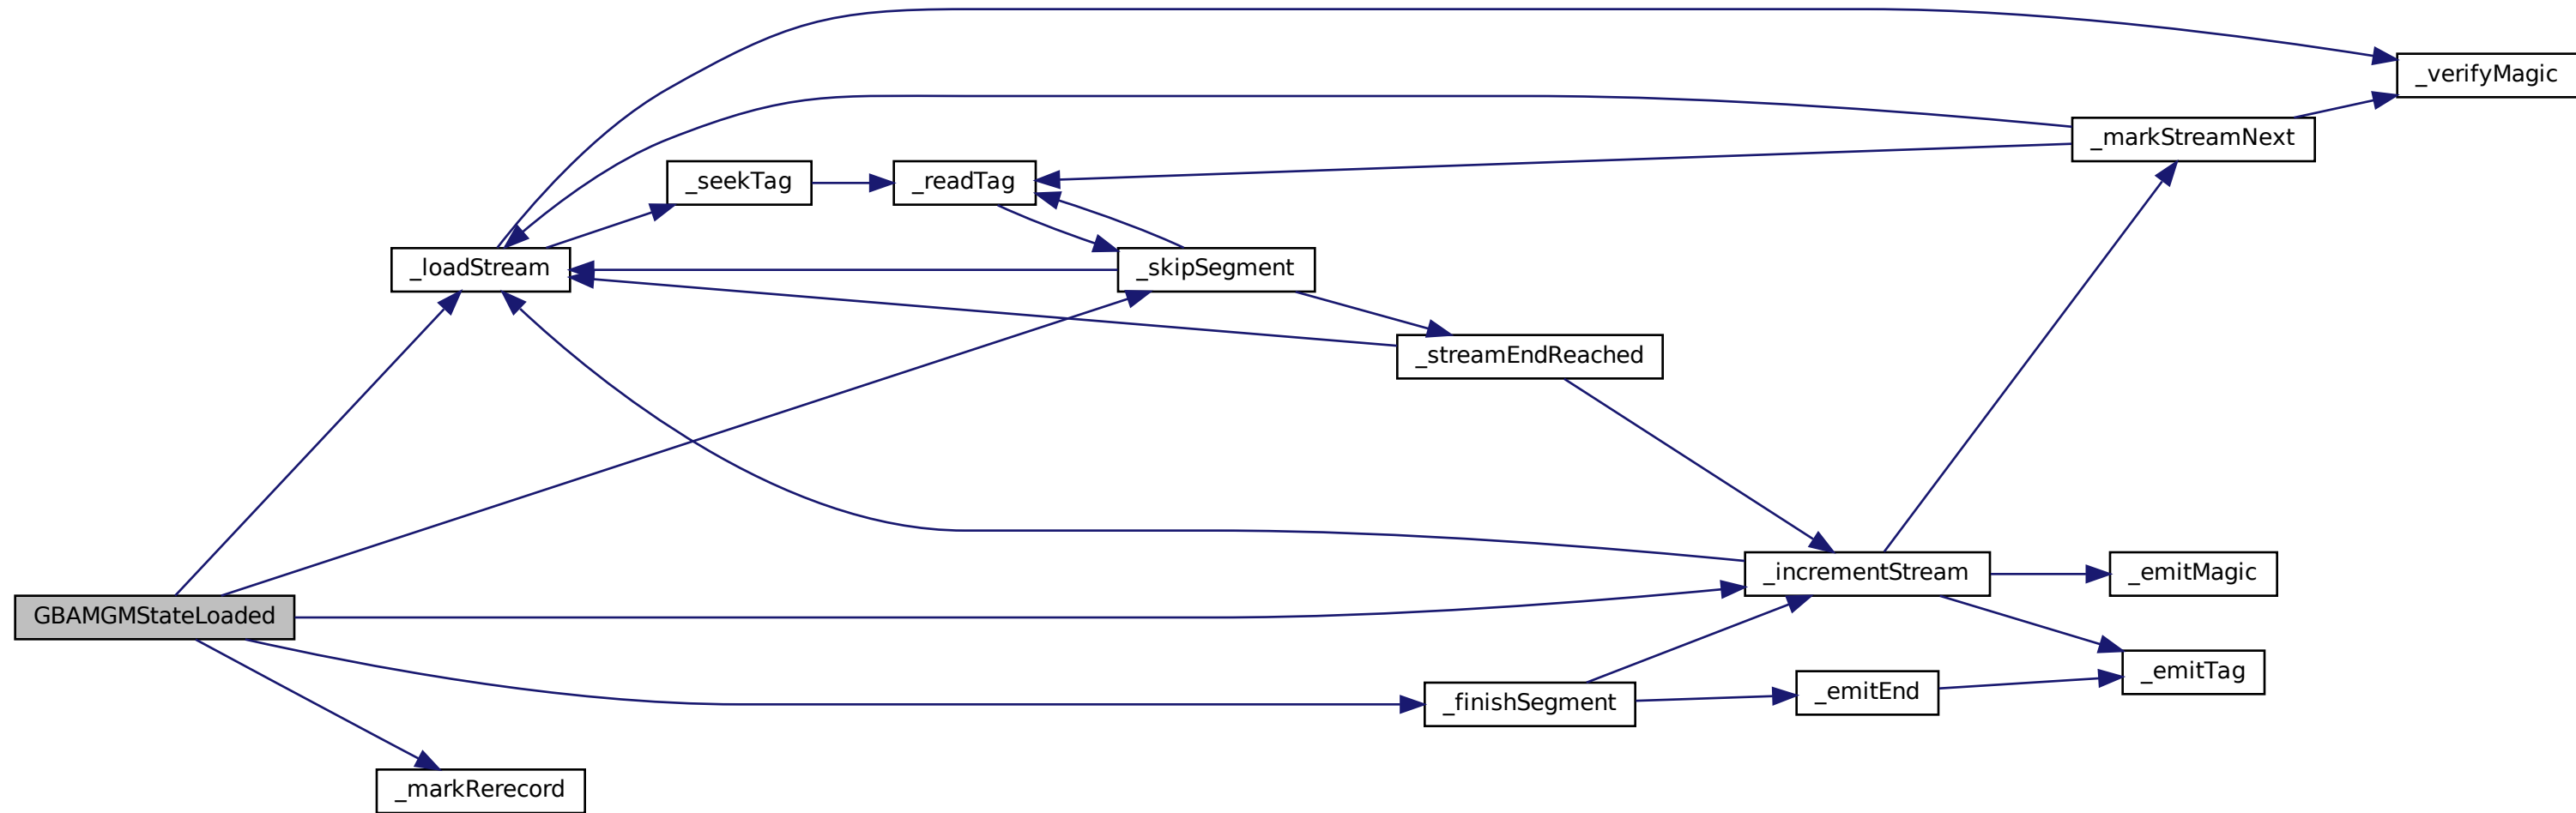 _verifyMagic
_markStreamNext
_seekTag
_readTag
_loadStream
_skipSegment
_streamEndReached
_incrementStream
_emitMagic
GBAMGMStateLoaded
_emitTag
_emitEnd
_finishSegment
_markRerecord